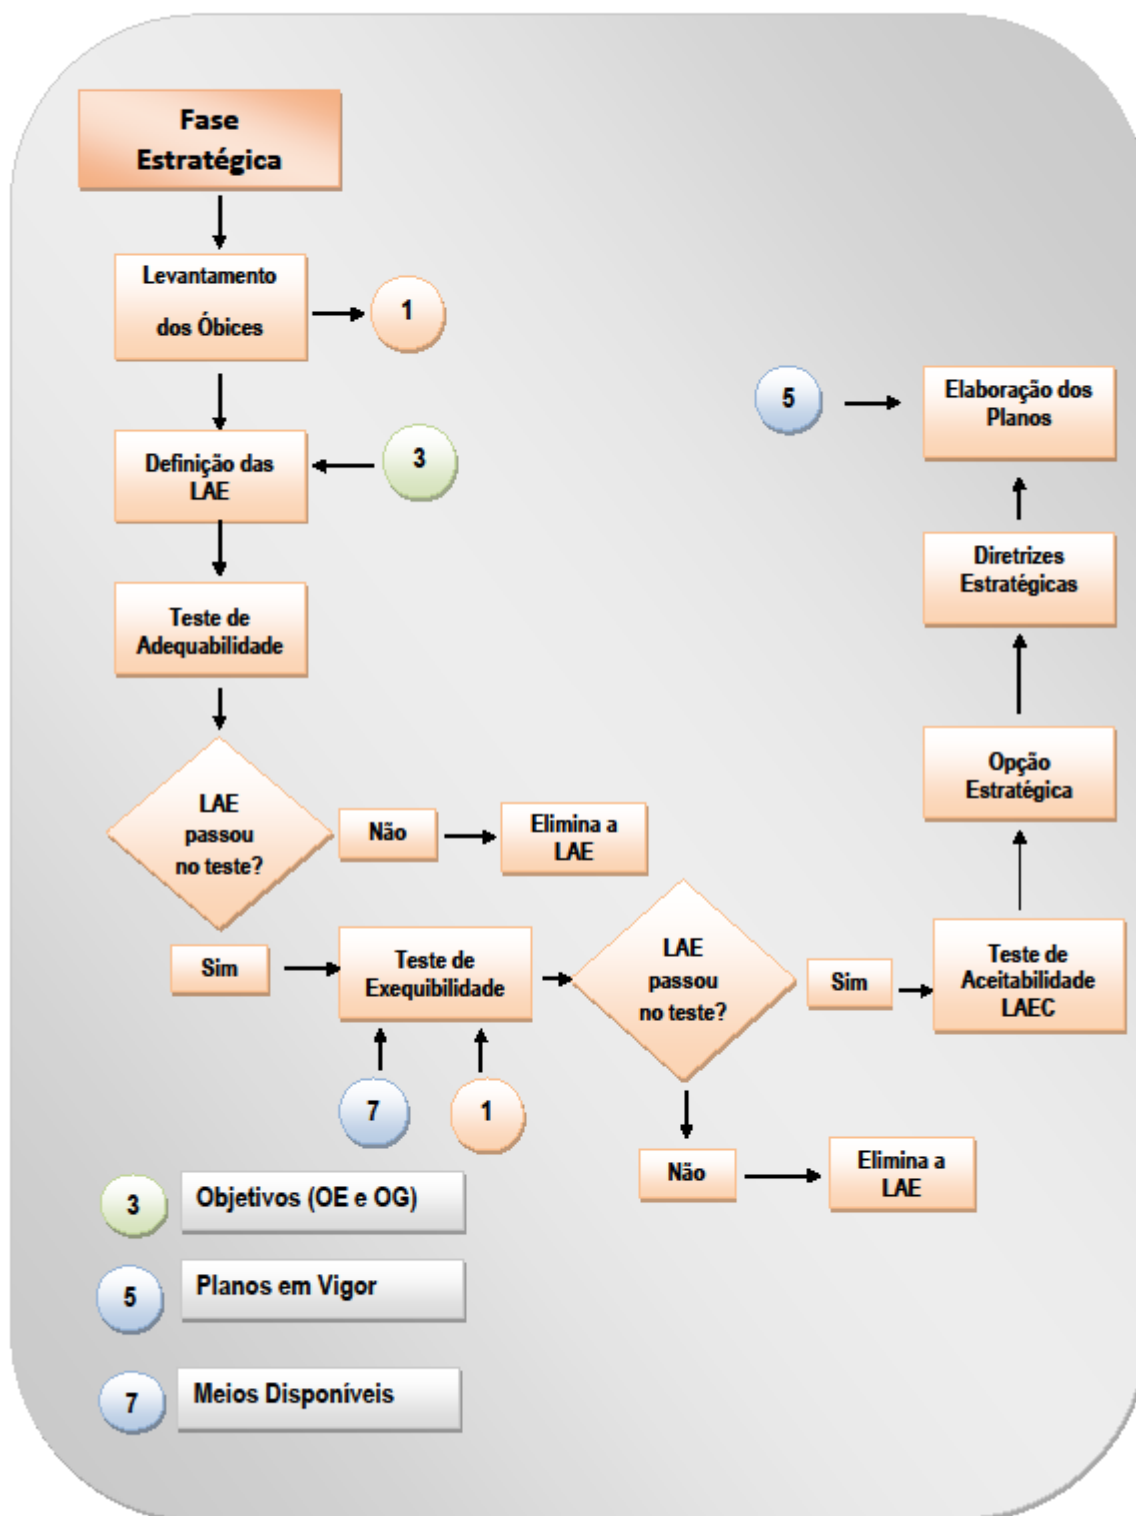 Fase
Estratégica
Levantamento
dos Óbices
1
Definição das
LAE
3
Teste de
Adequabilidade
LAE
passou
no teste?
Não
Elimina a
LAE
Sim
Teste de
Exequibilidade
7
1
LAE
passou
no teste?
Não
Elimina a
LAE
Sim
Teste de
Aceitabilidade
LAEC
Opção
Estratégica
Diretrizes
Estratégicas
5
Elaboração dos
Planos
3
Objetivos (OE e OG)
5
Planos em Vigor
7
Meios Disponíveis